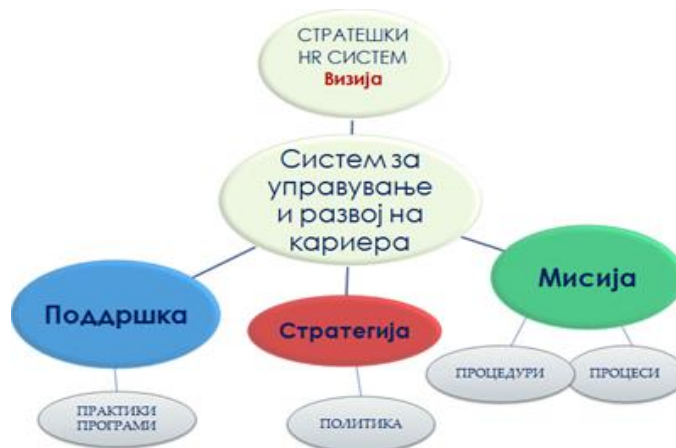 СТРАТЕШКИ
HR СИСТЕМ
Визија
Систем за
управување
и развој на
кариера
Поддршка
Стратегија
Мисија
ПРАКТИКИ
ПРОГРАМИ
ПОЛИТИКА
ПРОЦЕДУРИ
ПРОЦЕСИ